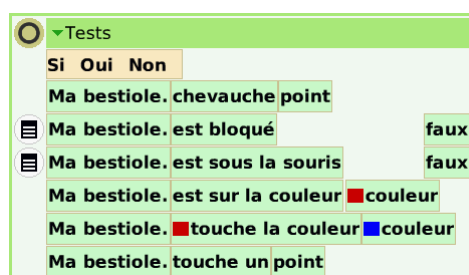 Tests
Si Oui Non
Ma bestiole. chevauche point
Ma bestiole. est bloqué faux
Ma bestiole. est sous la souris faux
Ma bestiole. est sur la couleur couleur
Ma bestiole. touche la couleur couleur
Ma bestiole. touche un point